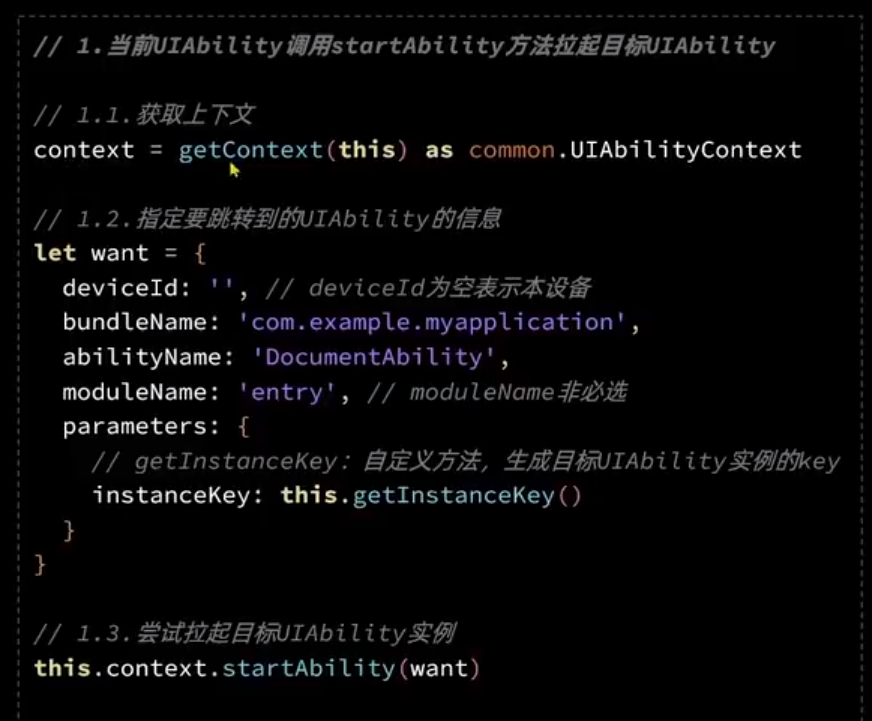 // 1.当前UIAbility调用startAbility方法拉起目标UIAbility
// 1.1.获取上下文
context = getContext(this) as common.UIAbilityContext
// 1.2.指定要跳转到的UIAbility的信息
let want = {
deviceId: '', // deviceId为空表示本设备
bundleName: 'com.example.myapplication',
abilityName: 'DocumentAbility',
moduleName: 'entry', // moduleName非必选
parameters: {
// getInstanceKey: 自定义方法，生成目标UIAbility实例的key
instanceKey: this.getInstanceKey()
}
}
// 1.3.尝试拉起目标UIAbility实例
this.context.startAbility(want)